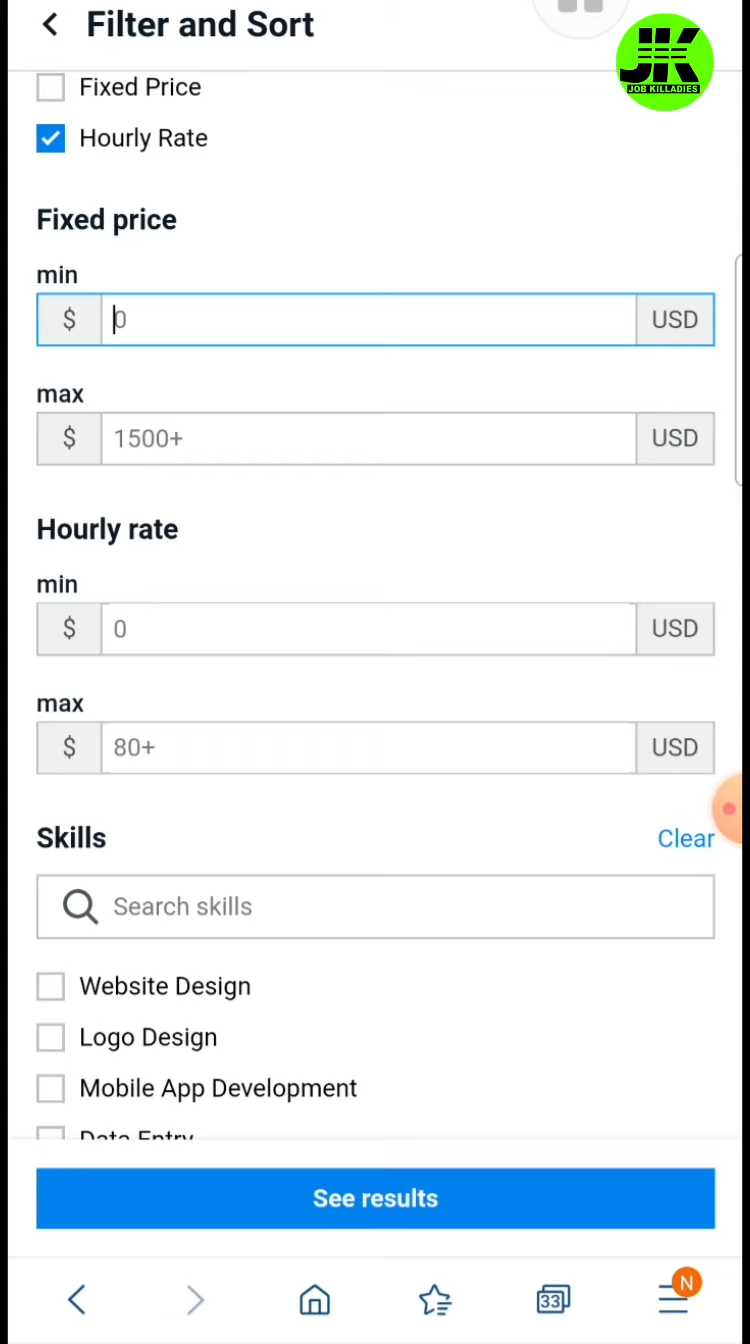 Filter and Sort
JK
JOB KILLADIES
Fixed Price
Hourly Rate
Fixed price
min
$ 0 USD
max
$ 1500+ USD
Hourly rate
min
$ 0 USD
max
$ 80+ USD
Skills Clear
Search skills
Website Design
Logo Design
Mobile App Development
Data Entry
See results
33 N